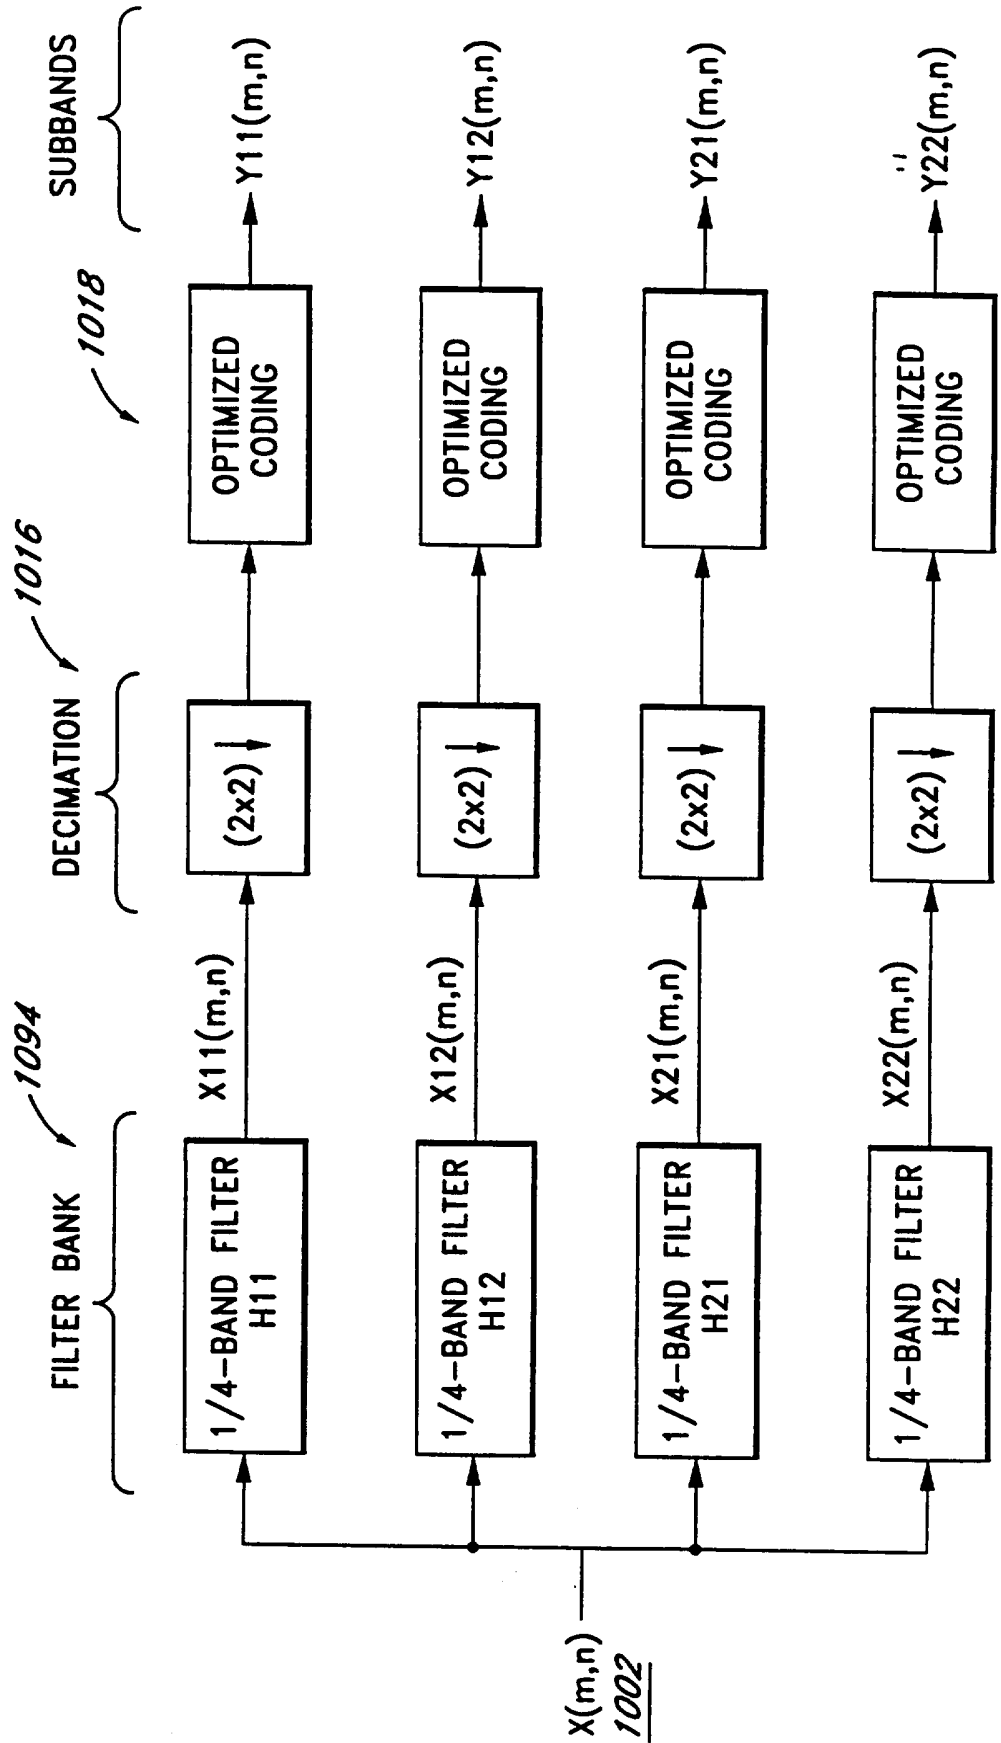 FILTER BANK
1094
DECIMATION
1016
1018
SUBBANDS
1/4-BAND FILTER
H11
X11(m,n)
(2x2)
OPTIMIZED
CODING
Y11(m,n)
1/4-BAND FILTER
H12
X12(m,n)
(2x2)
OPTIMIZED
CODING
Y12(m,n)
X(m,n)
1002
1/4-BAND FILTER
H21
X21(m,n)
(2x2)
OPTIMIZED
CODING
Y21(m,n)
1/4-BAND FILTER
H22
X22(m,n)
(2x2)
OPTIMIZED
CODING
Y22(m,n)